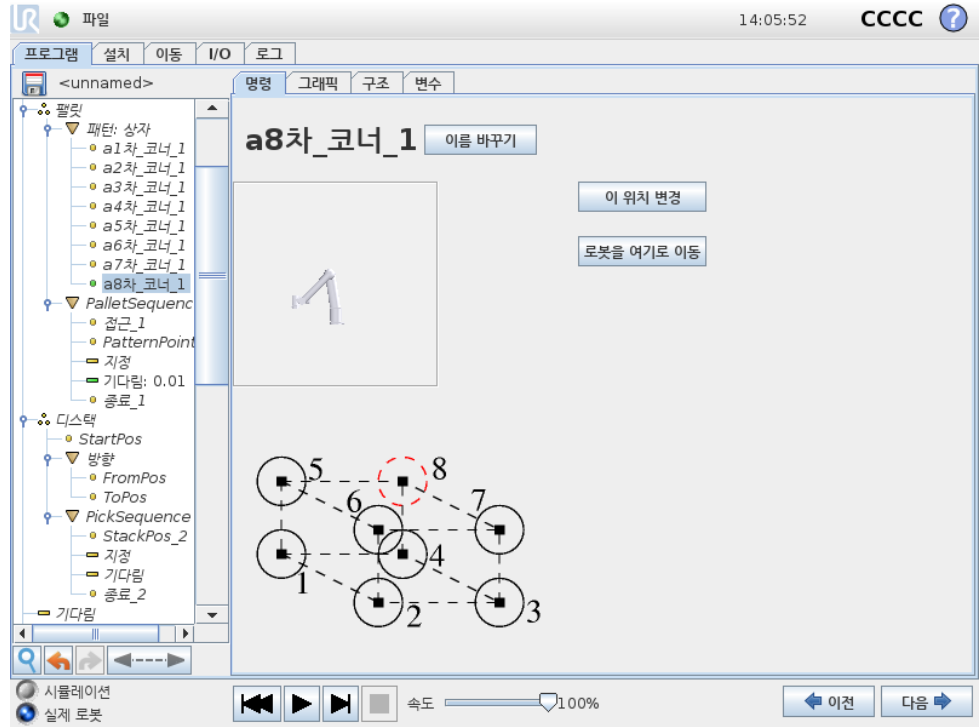 UR 파일 14:05:52 CCCC ?
프로그램 설치 이동 I/O 로그
<unnamed> 명령 그래픽 구조 변수
팰릿
패턴: 상자
a1차_코너_1
a2차_코너_1
a3차_코너_1
a4차_코너_1
a5차_코너_1
a6차_코너_1
a7차_코너_1
a8차_코너_1
PalletSequenc
접근_1
PatternPoint
지정
기다림: 0.01
종료_1
디스택
StartPos
방향
FromPos
ToPos
PickSequence
StackPos_2
지정
기다림
종료_2
기다림
a8차_코너_1 이름 바꾸기
이 위치 변경
로봇을 여기로 이동
5 8
6 7
1 4
2 3
시뮬레이션
실제 로봇
속도 100% 이전 다음